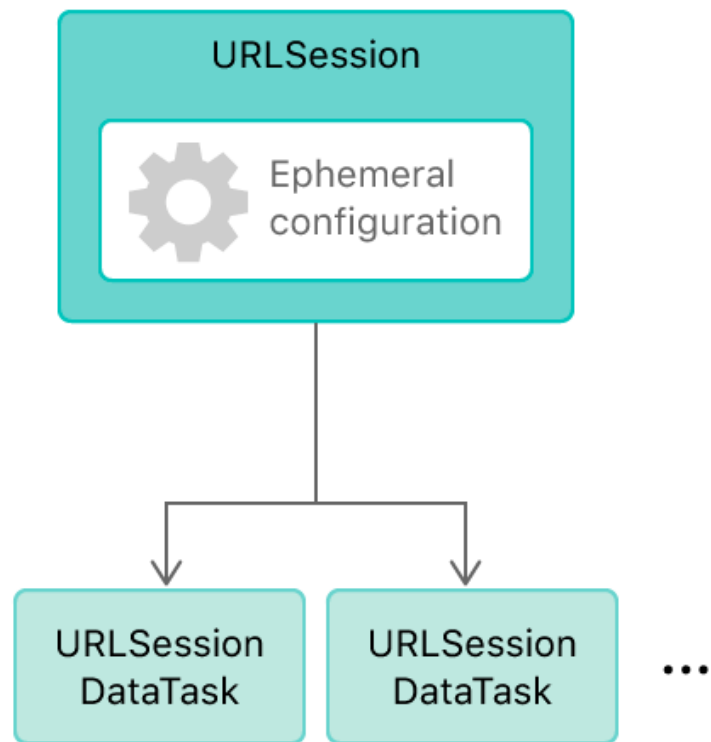 URLSession
Ephemeral
configuration
URLSession
DataTask
URLSession
DataTask
...